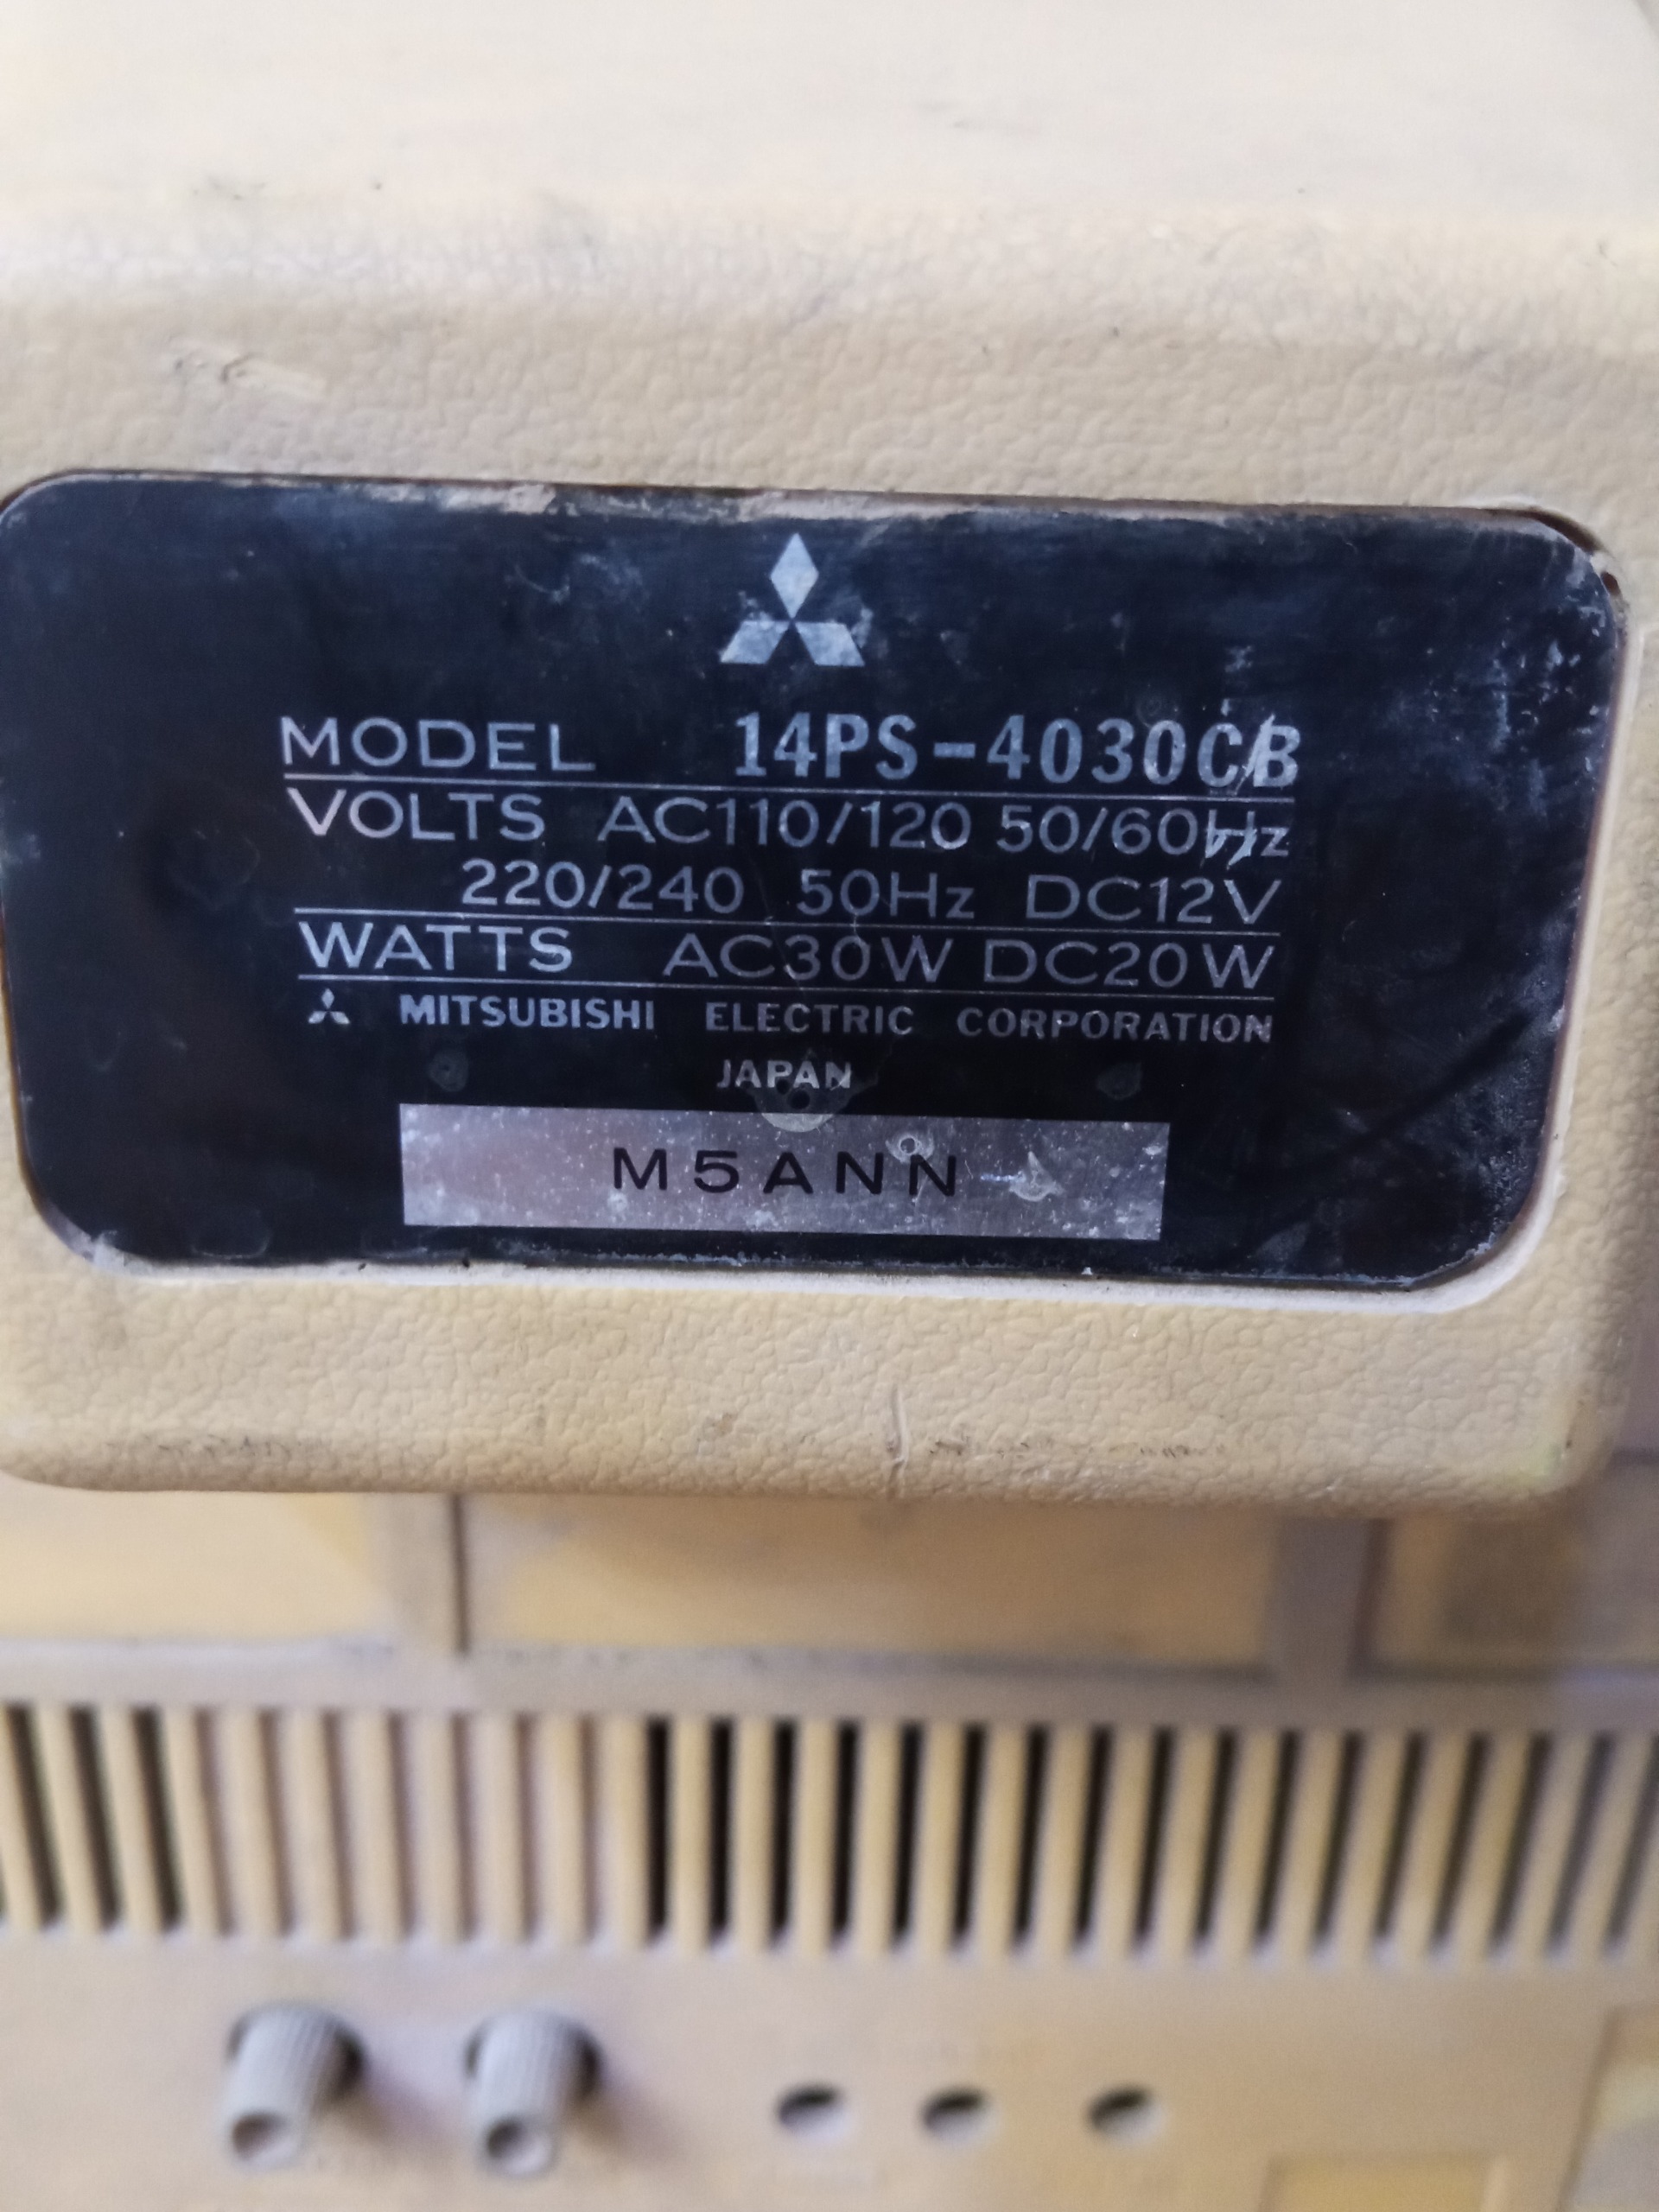 MODEL 14PS-4030CB
VOLTS AC110/120 50/60Hz
220/240 50Hz DC12V
WATTS AC30W DC20W
MITSUBISHI ELECTRIC CORPORATION
JAPAN
M5ANN